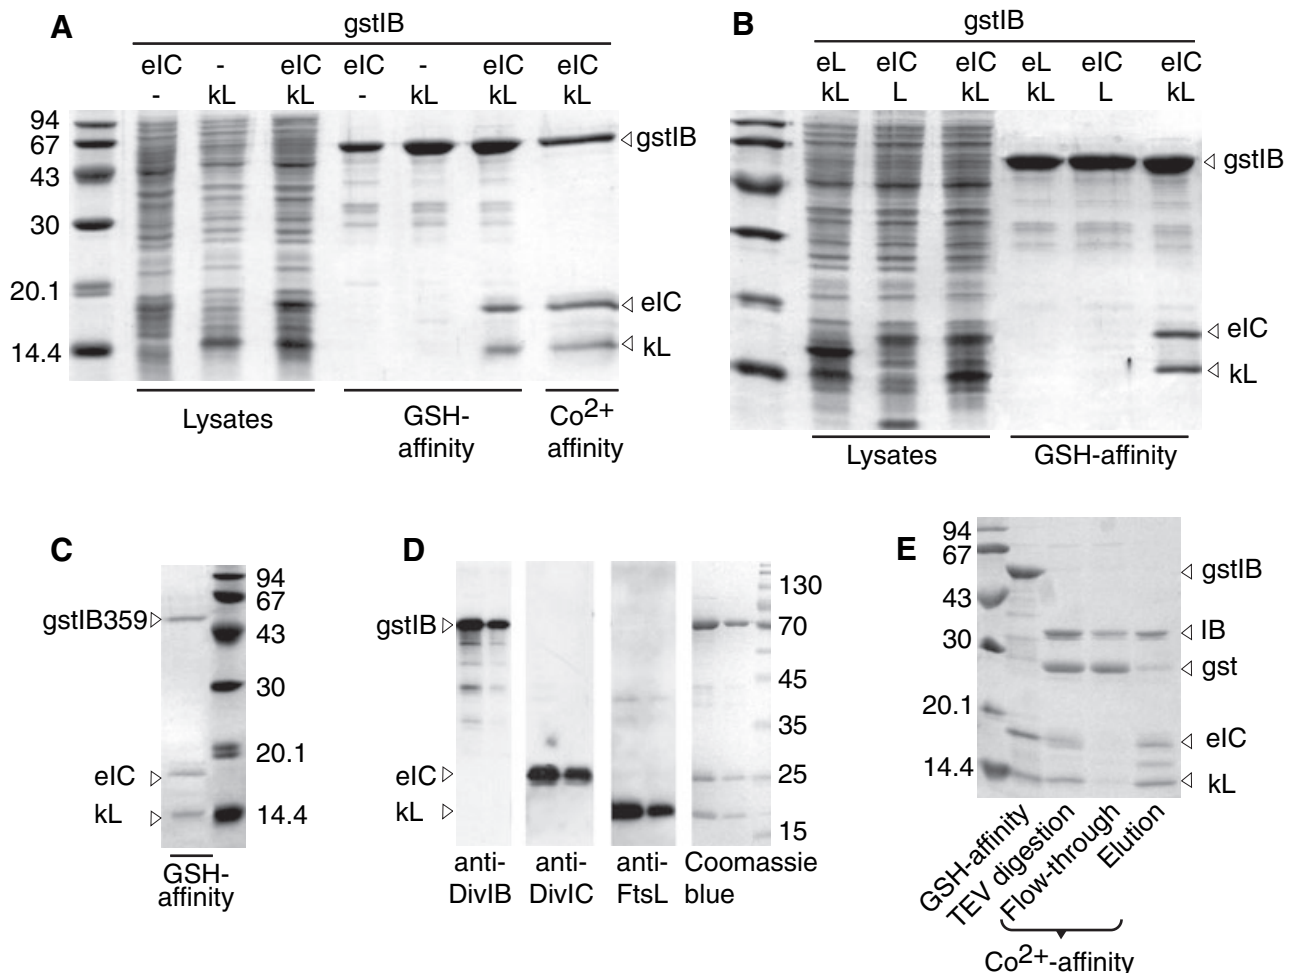 A
gstIB
eIC - eIC eIC - eIC eIC
- kL kL - kL kL kL
94
67
43
30
20.1
14.4
gstIB
eIC
kL
Lysates
GSH-
affinity
Co2+
affinity
B
gstIB
eL eIC eIC eL eIC eIC
kL L kL kL L kL
gstIB
eIC
kL
Lysates
GSH-affinity
C
gstIB359
eIC
kL
94
67
43
30
20.1
14.4
GSH-
affinity
D
gstIB
eIC
kL
130
70
45
35
25
15
anti-
DivIB
anti-
DivIC
anti-
FtsL
Coomassie
blue
E
94
67
43
30
20.1
14.4
gstIB
IB
gst
eIC
kL
GSH-affinity
TEV digestion
Flow-through
Elution
Co2+-affinity